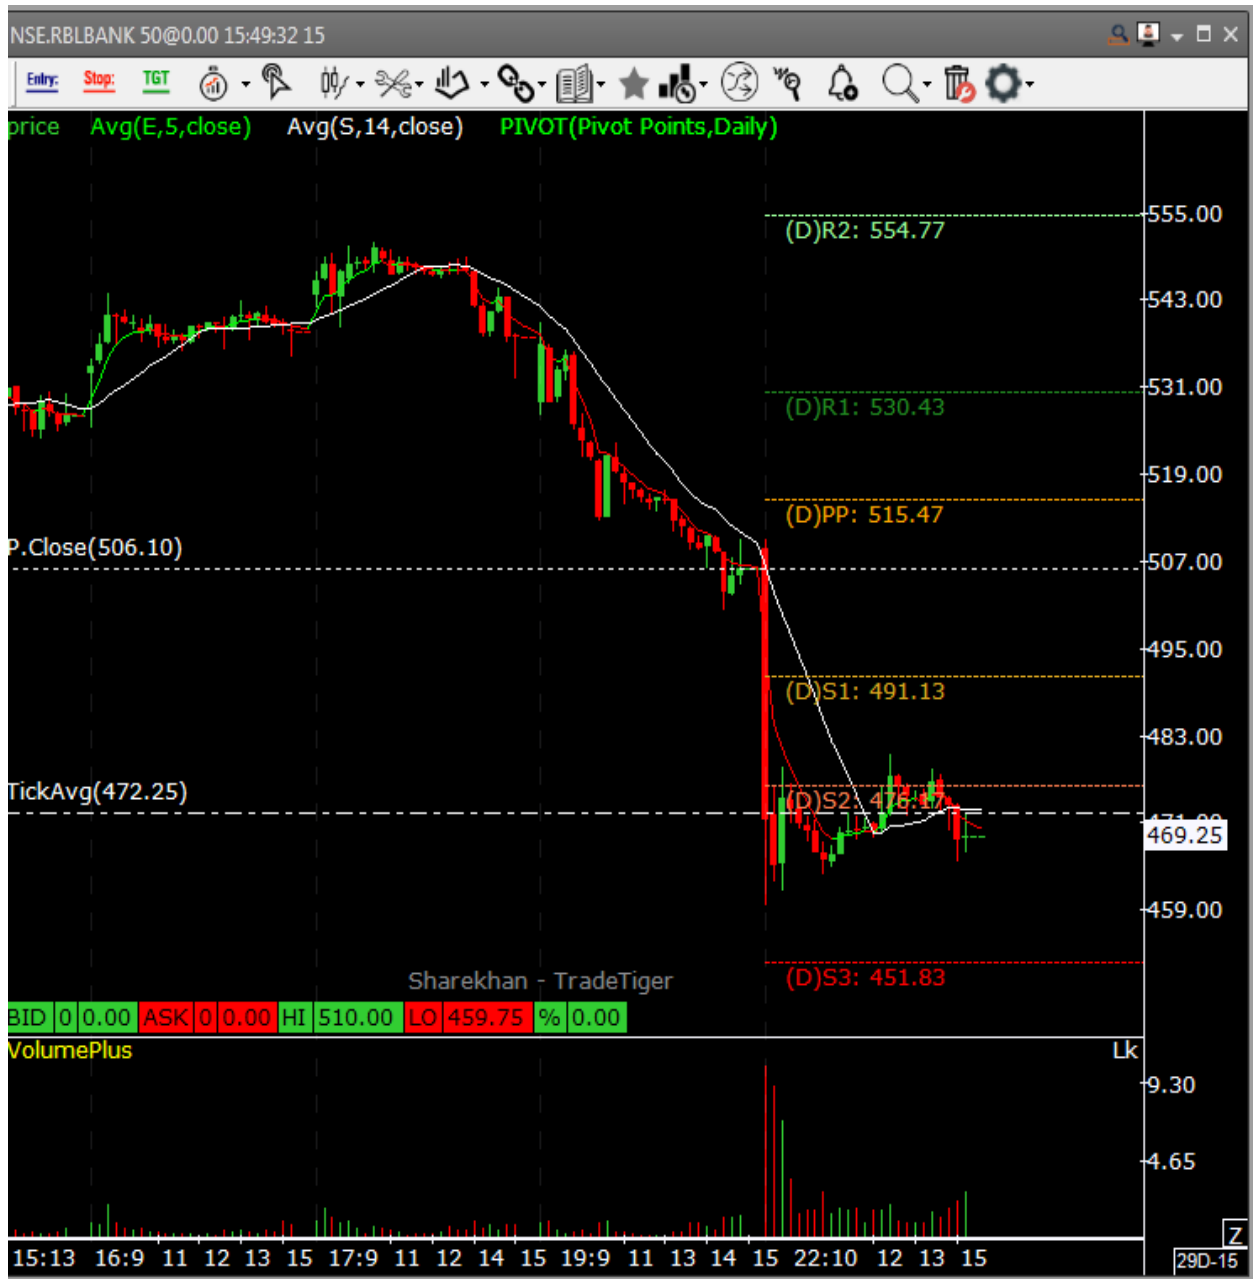 NSE.RBLBANK 50@0.00 15:49:32 15
Entry: Stop: TGT
price Avg(E,5,close) Avg(S,14,close) PIVOT(Pivot Points,Daily)
555.00
(D)R2: 554.77
543.00
531.00
(D)R1: 530.43
519.00
(D)PP: 515.47
P.Close(506.10)
507.00
495.00
(D)S1: 491.13
483.00
TickAvg(472.25)
(D)S2: 476.17
471.00
469.25
459.00
Sharekhan - TradeTiger
(D)S3: 451.83
BID 0 0.00 ASK 0 0.00 HI 510.00 LO 459.75 % 0.00
VolumePlus
Lk
9.30
4.65
Z
15:13 16:9 11 12 13 15 17:9 11 12 14 15 19:9 11 13 14 15 22:10 12 13 15
29D-15